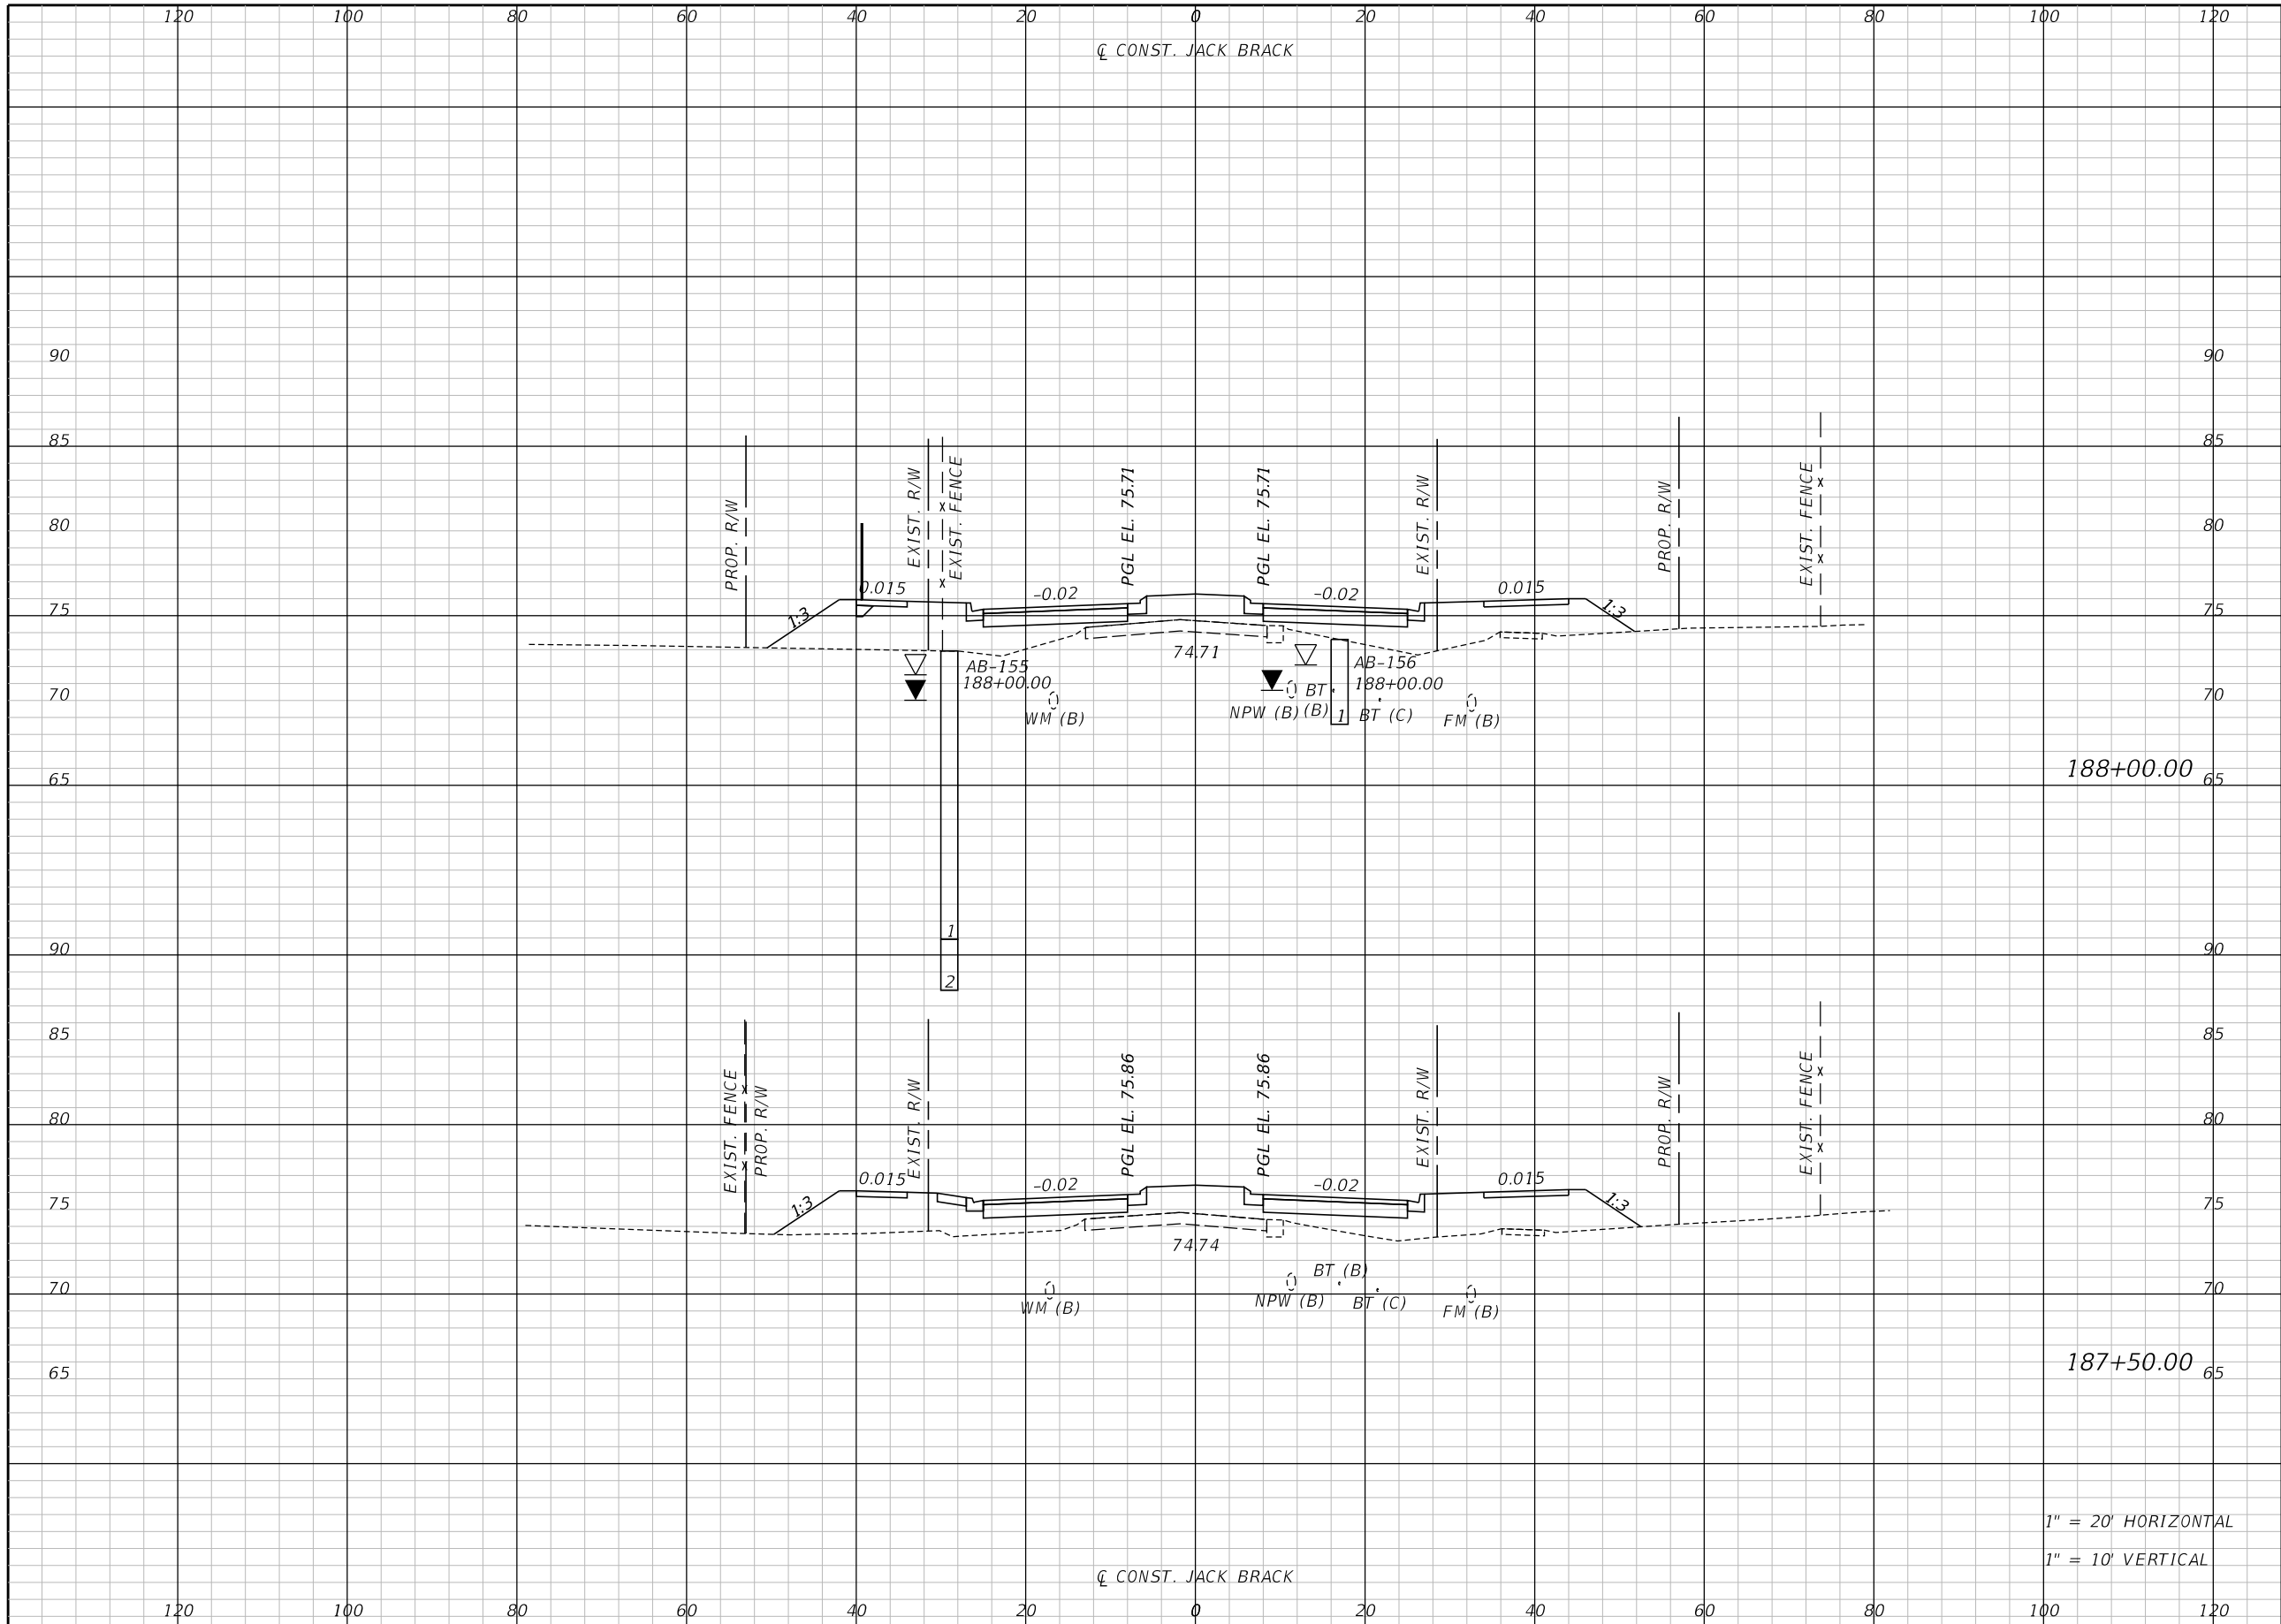 120 100 80 60 40 20 0 20 40 60 80 100 120
℄ CONST. JACK BRACK
90 90
85 85
80 80
75 75
70 70
65 65
PROP. R/W
EXIST. R/W
EXIST. FENCE
PGL EL. 75.71
PGL EL. 75.71
EXIST. R/W
PROP. R/W
EXIST. FENCE
1:3
0.015
-0.02
-0.02
0.015
1:3
74.71
AB-155
188+00.00
WM (B)
NPW (B)
BT
(B)
1
AB-156
188+00.00
BT (C)
FM (B)
188+00.00
1
2
90 90
85 85
80 80
75 75
70 70
65 65
EXIST. FENCE
PROP. R/W
EXIST. R/W
PGL EL. 75.86
PGL EL. 75.86
EXIST. R/W
PROP. R/W
EXIST. FENCE
1:3
0.015
-0.02
-0.02
0.015
1:3
74.74
WM (B)
NPW (B)
BT (B)
BT (C)
FM (B)
187+50.00
1" = 20' HORIZONTAL
1" = 10' VERTICAL
℄ CONST. JACK BRACK
120 100 80 60 40 20 0 20 40 60 80 100 120